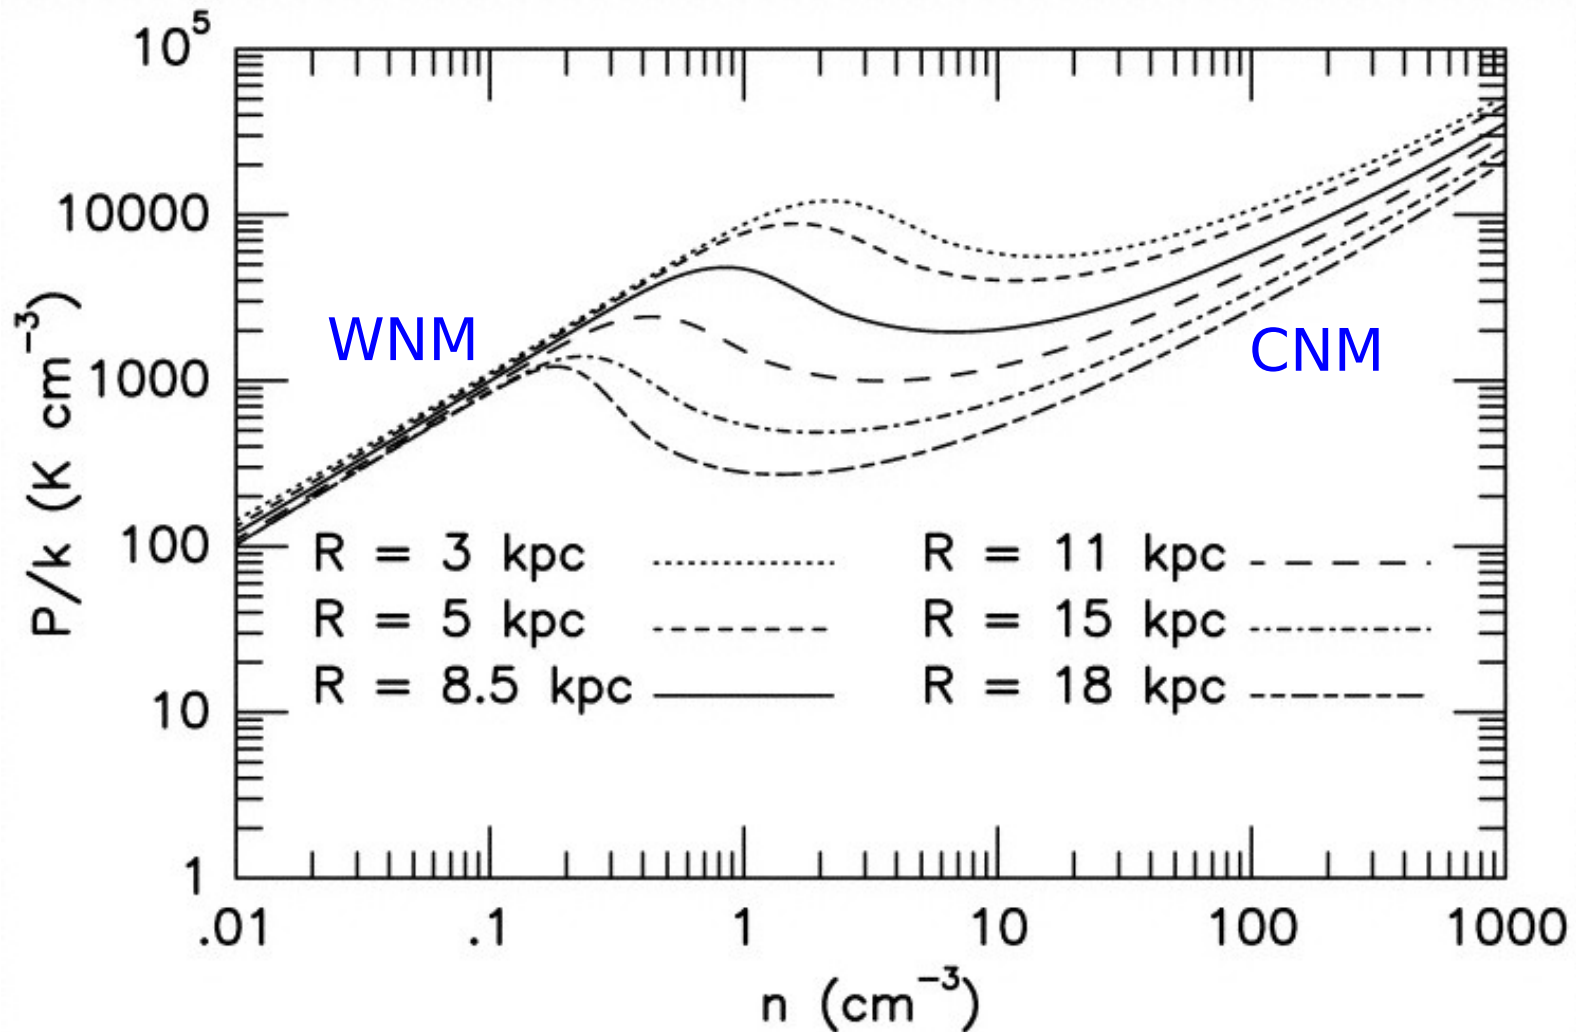 10^5
10000
1000
100
10
1
P/k (K cm^-3)
WNM
CNM
R = 3 kpc
R = 5 kpc
R = 8.5 kpc
R = 11 kpc
R = 15 kpc
R = 18 kpc
.01 .1 1 10 100 1000
n (cm^-3)